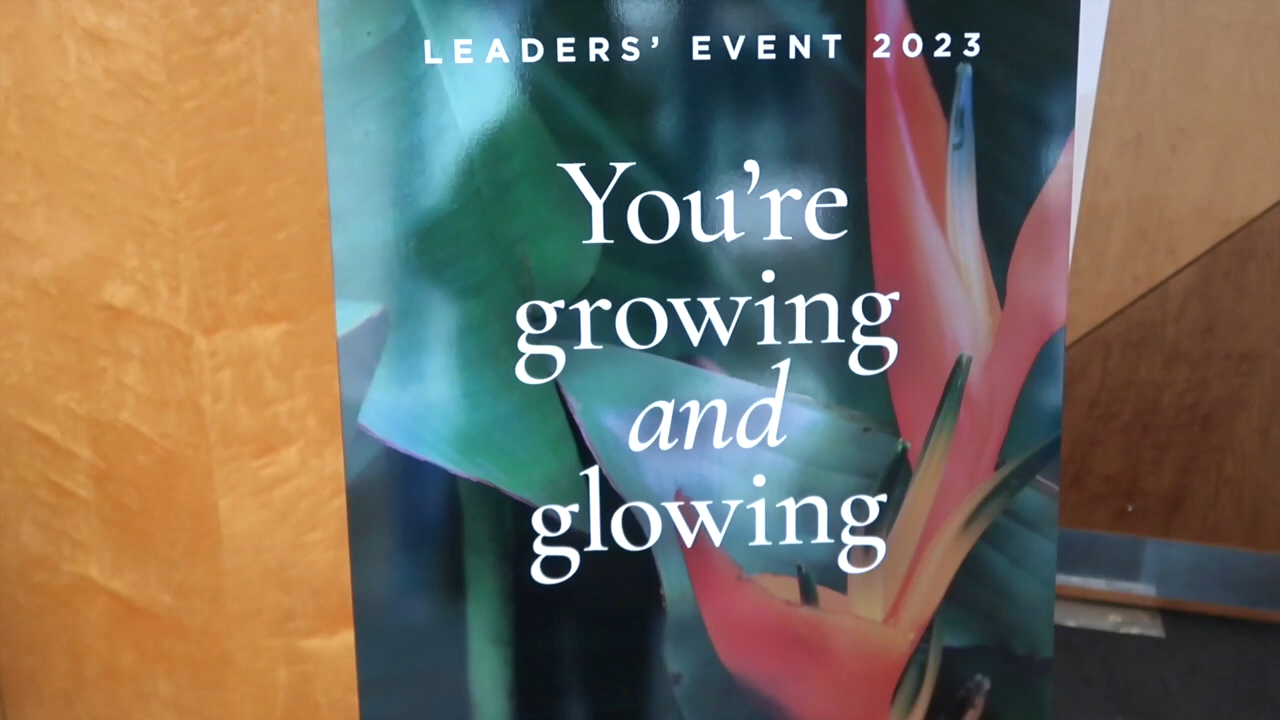 LEADERS’ EVENT 2023
You’re
growing
and
glowing